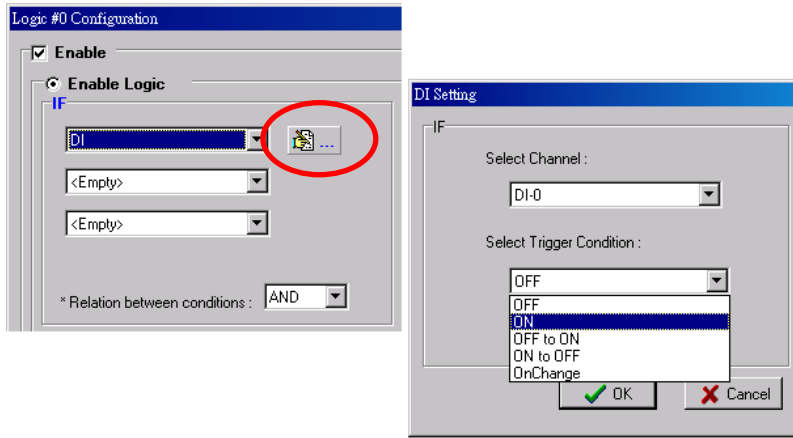 Logic #0 Configuration
Enable
Enable Logic
IF
DI
...
<Empty>
<Empty>
* Relation between conditions :
AND
DI Setting
IF
Select Channel :
DI-0
Select Trigger Condition :
OFF
OFF
ON
OFF to ON
ON to OFF
OnChange
OK
Cancel